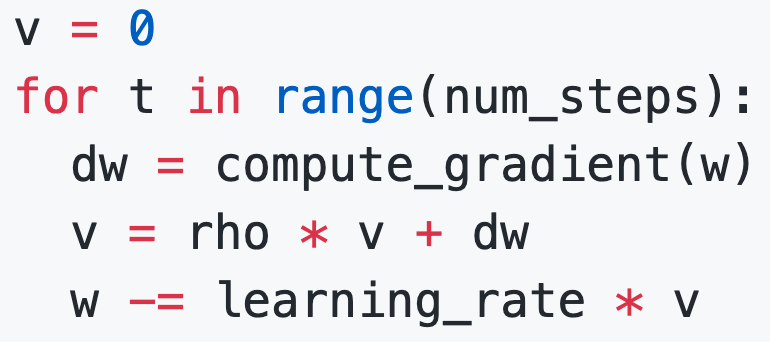 v = 0
for t in range(num_steps):
  dw = compute_gradient(w)
  v = rho * v + dw
  w -= learning_rate * v